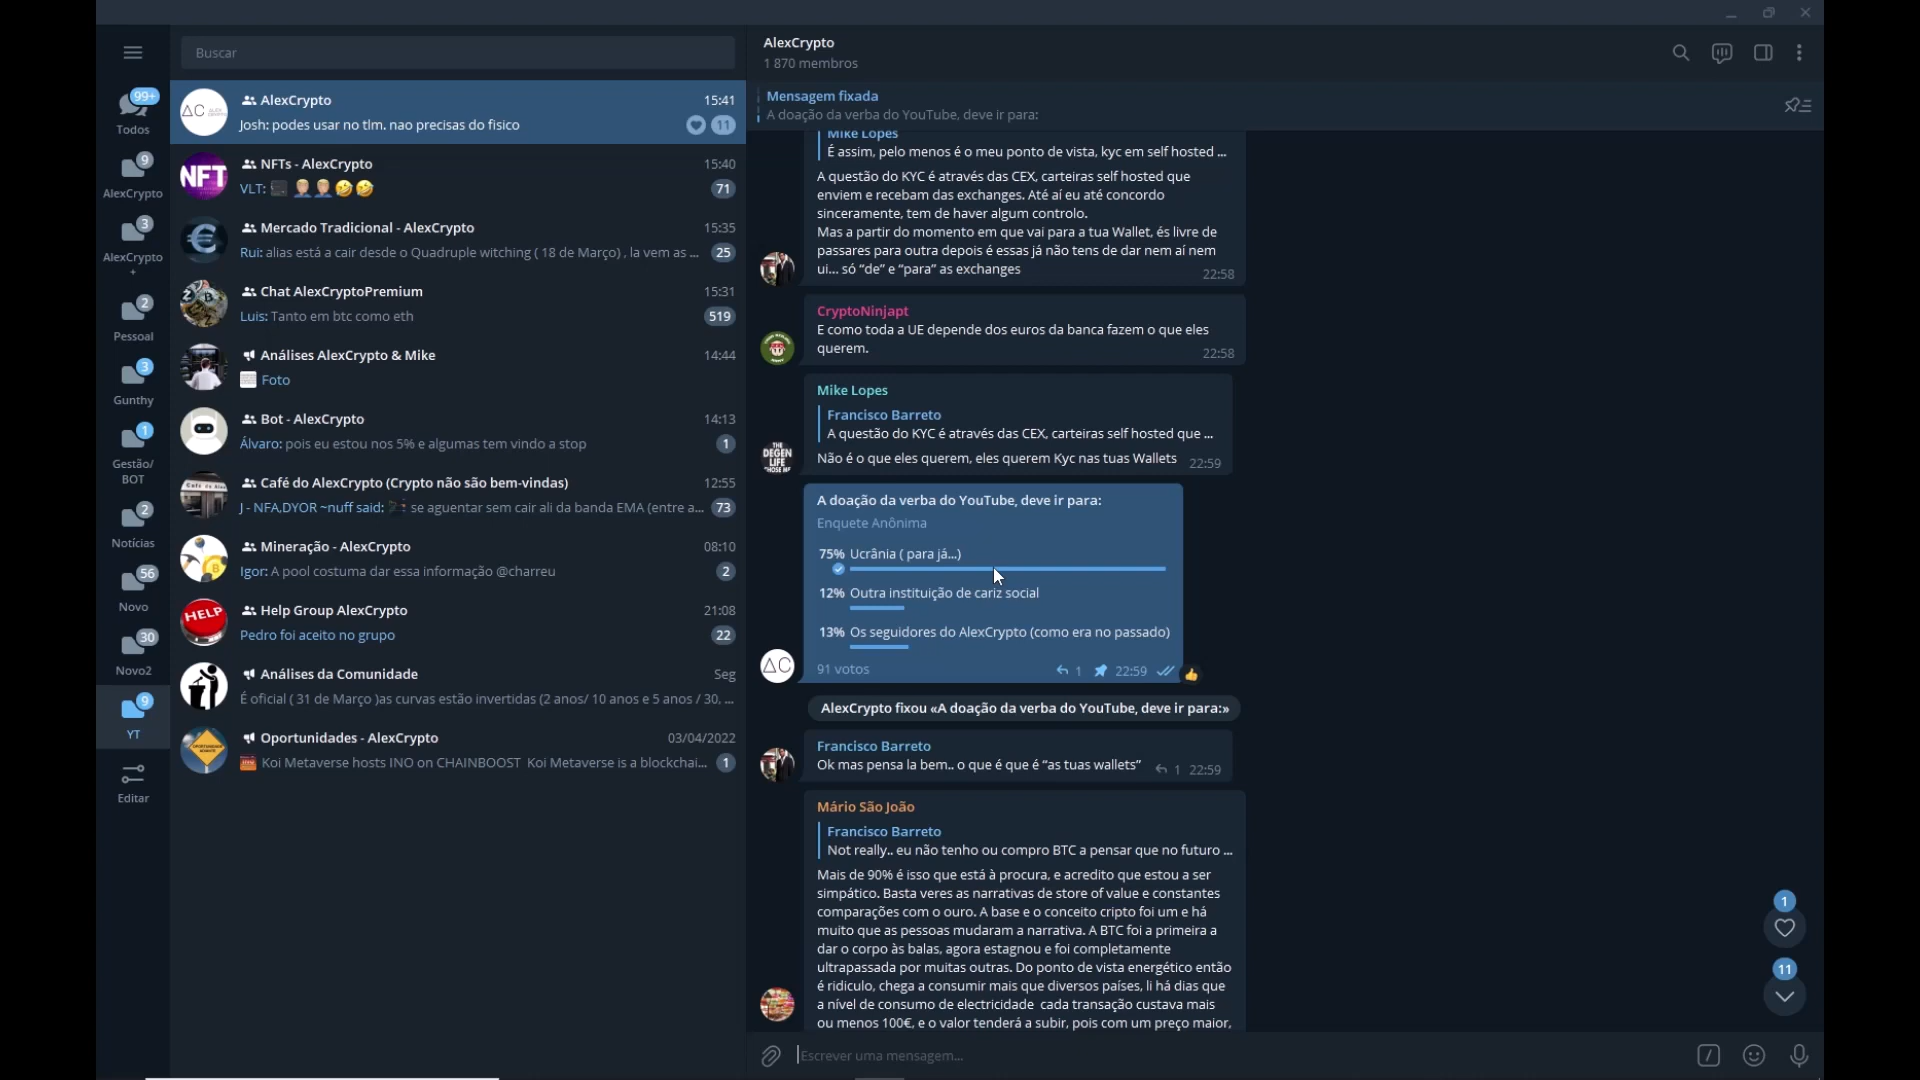 Buscar
99+
Todos
9
AlexCrypto
3
AlexCrypto
+
2
Pessoal
3
Gunthy
1
Gestão/
BOT
2
Notícias
56
Novo
30
Novo2
9
YT
Editar
AlexCrypto 15:41
Josh: podes usar no tlm. nao precisas do fisico 11
NFT
NFTs - AlexCrypto 15:40
VLT: 71
Mercado Tradicional - AlexCrypto 15:35
Rui: alias está a cair desde o Quadruple witching ( 18 de Março) , la vem as ... 25
Chat AlexCryptoPremium 15:31
Luis: Tanto em btc como eth 519
Análises AlexCrypto & Mike 14:44
Foto
Bot - AlexCrypto 14:13
Álvaro: pois eu estou nos 5% e algumas tem vindo a stop 1
Café do AlexCrypto (Crypto não são bem-vindas) 12:55
J - NFA,DYOR ~nuff said: se aguentar sem cair ali da banda EMA (entre a... 73
Mineração - AlexCrypto 08:10
Igor: A pool costuma dar essa informação @charreu 2
HELP
Help Group AlexCrypto 21:08
Pedro foi aceito no grupo 22
Análises da Comunidade Seg
É oficial ( 31 de Março )as curvas estão invertidas (2 anos/ 10 anos e 5 anos / 30, ...
Oportunidades - AlexCrypto 03/04/2022
Koi Metaverse hosts INO on CHAINBOOST Koi Metaverse is a blockchai... 1
AlexCrypto
1 870 membros
Mensagem fixada
A doação da verba do YouTube, deve ir para:
Mike Lopes
É assim, pelo menos é o meu ponto de vista, kyc em self hosted ...
A questão do KYC é através das CEX, carteiras self hosted que
enviem e recebam das exchanges. Até aí eu até concordo
sinceramente, tem de haver algum controlo.
Mas a partir do momento em que vai para a tua Wallet, és livre de
passares para outra depois é essas já não tens de dar nem aí nem
ui... só “de” e “para” as exchanges 22:58
CryptoNinjapt
E como toda a UE depende dos euros da banca fazem o que eles
querem. 22:58
Mike Lopes
Francisco Barreto
A questão do KYC é através das CEX, carteiras self hosted que ...
Não é o que eles querem, eles querem Kyc nas tuas Wallets 22:59
THE
DEGEN
LIFE
A doação da verba do YouTube, deve ir para:
Enquete Anônima
75% Ucrânia ( para já...)
12% Outra instituição de cariz social
13% Os seguidores do AlexCrypto (como era no passado)
91 votos 1 22:59
AlexCrypto fixou «A doação da verba do YouTube, deve ir para:»
Francisco Barreto
Ok mas pensa la bem.. o que é que é “as tuas wallets” 1 22:59
Mário São João
Francisco Barreto
Not really.. eu não tenho ou compro BTC a pensar que no futuro ...
Mais de 90% é isso que está à procura, e acredito que estou a ser
simpático. Basta veres as narrativas de store of value e constantes
comparações com o ouro. A base e o conceito cripto foi um e há
muito que as pessoas mudaram a narrativa. A BTC foi a primeira a
dar o corpo às balas, agora estagnou e foi completamente
ultrapassada por muitas outras. Do ponto de vista energético então
é ridiculo, chega a consumir mais que diversos países, li há dias que
a nível de consumo de electricidade cada transação custava mais
ou menos 100€, e o valor tenderá a subir, pois com um preço maior,
1
11
Escrever uma mensagem...